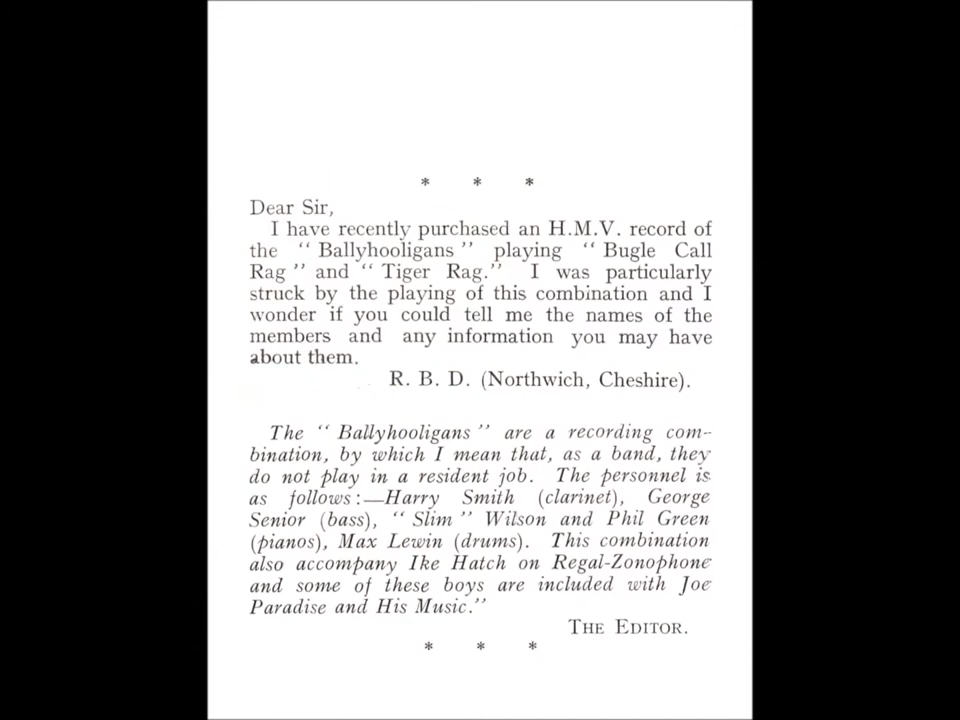 * * *
Dear Sir,
I have recently purchased an H.M.V. record of
the "Ballyhooligans" playing "Bugle Call
Rag" and "Tiger Rag." I was particularly
struck by the playing of this combination and I
wonder if you could tell me the names of the
members and any information you may have
about them.
R. B. D. (Northwich, Cheshire).
The "Ballyhooligans" are a recording com-
bination, by which I mean that, as a band, they
do not play in a resident job. The personnel is
as follows:—Harry Smith (clarinet), George
Senior (bass), "Slim" Wilson and Phil Green
(pianos), Max Lewin (drums). This combination
also accompany Ike Hatch on Regal-Zonophone
and some of these boys are included with Joe
Paradise and His Music."
THE EDITOR.
* * *